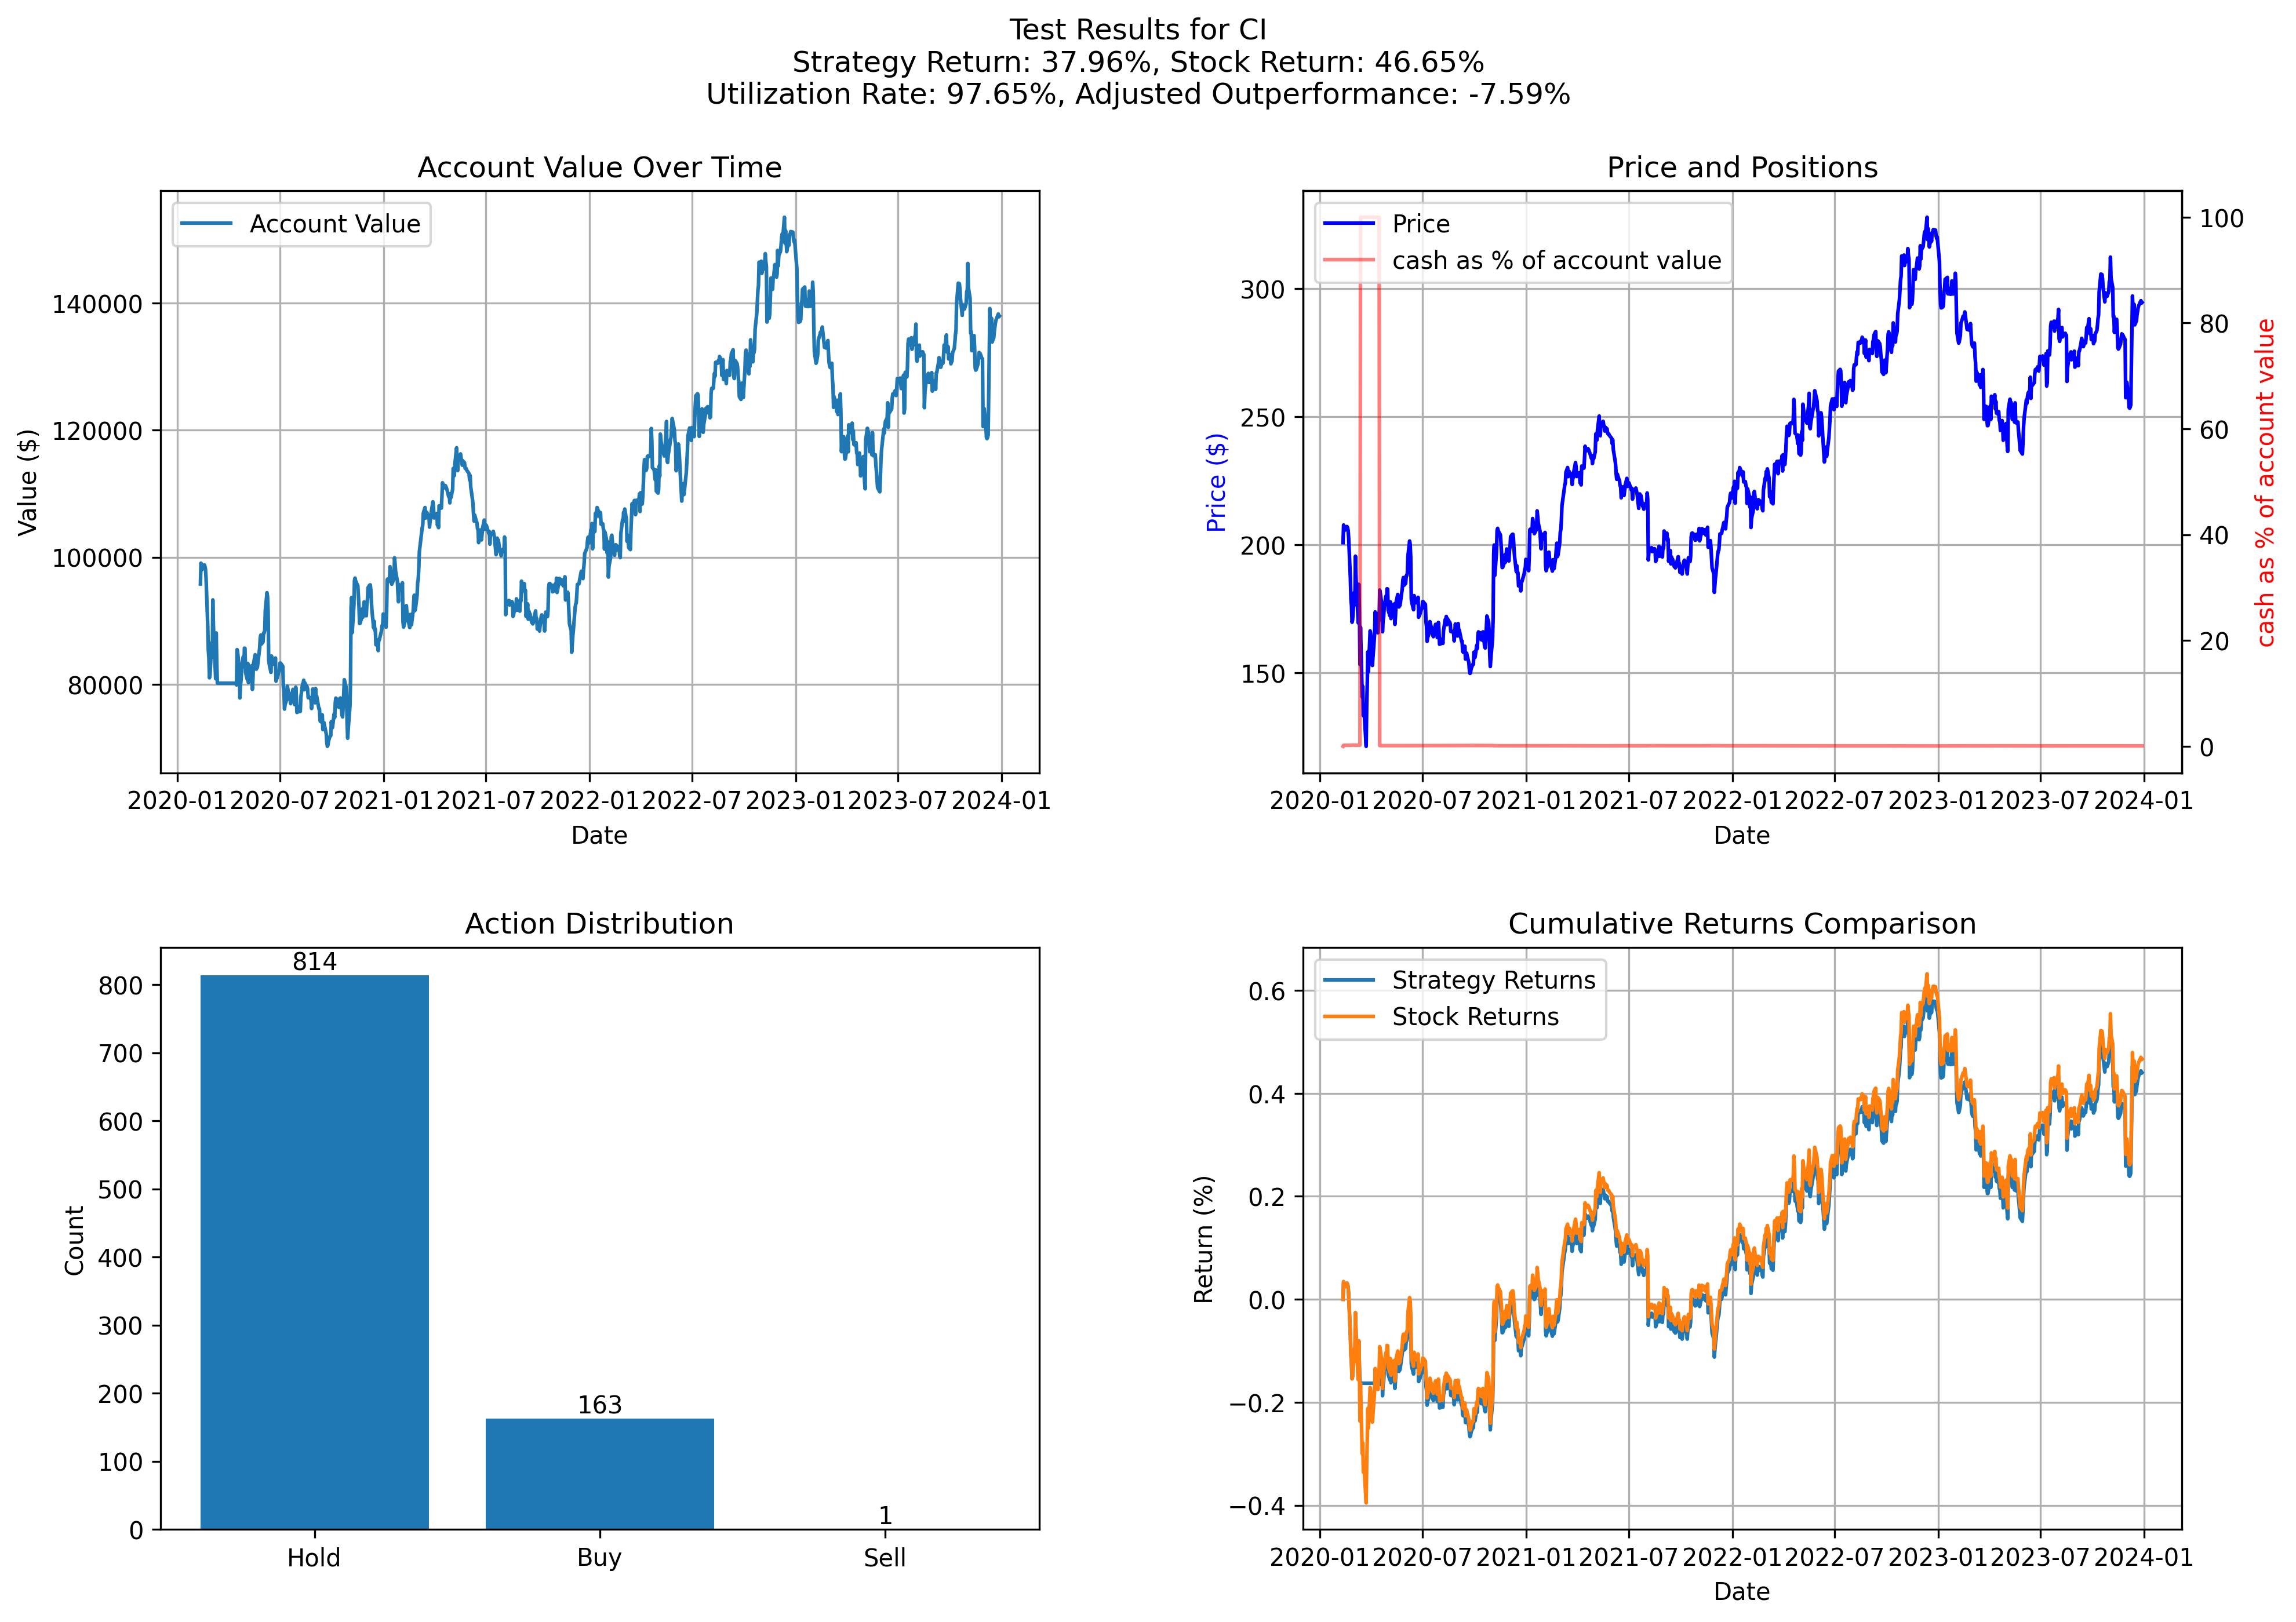 Test Results for CI
Strategy Return: 37.96%, Stock Return: 46.65%
Utilization Rate: 97.65%, Adjusted Outperformance: -7.59%
Account Value Over Time
Account Value
Value ($)
140000
120000
100000
80000
2020-01 2020-07 2021-01 2021-07 2022-01 2022-07 2023-01 2023-07 2024-01
Date
Price and Positions
Price
cash as % of account value
Price ($)
300
250
200
150
100
80
60
40
20
0
cash as % of account value
2020-01 2020-07 2021-01 2021-07 2022-01 2022-07 2023-01 2023-07 2024-01
Date
Action Distribution
Count
800
700
600
500
400
300
200
100
0
814
163
1
Hold Buy Sell
Cumulative Returns Comparison
Strategy Returns
Stock Returns
Return (%)
0.6
0.4
0.2
0.0
−0.2
−0.4
2020-01 2020-07 2021-01 2021-07 2022-01 2022-07 2023-01 2023-07 2024-01
Date